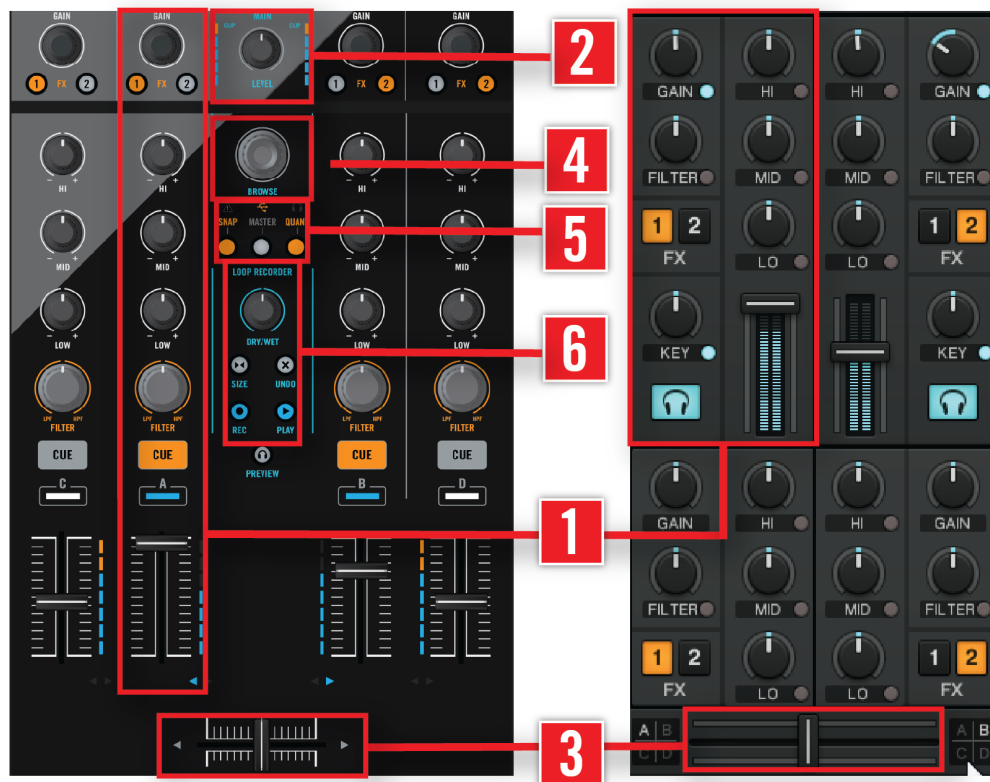 GAIN GAIN MAIN GAIN GAIN
CLIP CLIP
1 FX 2 1 FX 2 LEVEL 1 FX 2 1 FX 2
- + - + - + - +
HI HI BROWSE HI HI
SNAP MASTER QUAN
- + - + - + - +
MID MID LOOP RECORDER MID MID
- + - + - + - +
LOW LOW DRY/WET LOW LOW
SIZE UNDO
LPF HPF LPF HPF LPF HPF LPF HPF
FILTER FILTER REC PLAY FILTER FILTER
CUE CUE CUE CUE
PREVIEW
C A B D
2
4
5
6
1
3
GAIN HI HI GAIN
FILTER MID MID FILTER
1 2 1 2
FX LO LO FX
KEY KEY
GAIN HI HI GAIN
FILTER MID MID FILTER
1 2 1 2
FX LO LO FX
A B A B
C D C D